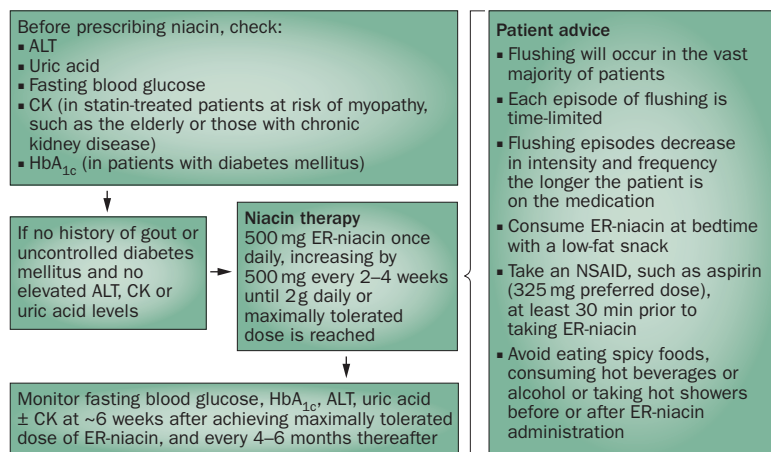 Before prescribing niacin, check:
▪ ALT
▪ Uric acid
▪ Fasting blood glucose
▪ CK (in statin-treated patients at risk of myopathy,
such as the elderly or those with chronic
kidney disease)
▪ HbA1c (in patients with diabetes mellitus)
If no history of gout or
uncontrolled diabetes
mellitus and no
elevated ALT, CK or
uric acid levels
Niacin therapy
500 mg ER-niacin once
daily, increasing by
500 mg every 2–4 weeks
until 2 g daily or
maximally tolerated
dose is reached
Monitor fasting blood glucose, HbA1c, ALT, uric acid
± CK at ~6 weeks after achieving maximally tolerated
dose of ER-niacin, and every 4–6 months thereafter
Patient advice
▪ Flushing will occur in the vast
majority of patients
▪ Each episode of flushing is
time-limited
▪ Flushing episodes decrease
in intensity and frequency
the longer the patient is
on the medication
▪ Consume ER-niacin at bedtime
with a low-fat snack
▪ Take an NSAID, such as aspirin
(325 mg preferred dose),
at least 30 min prior to
taking ER-niacin
▪ Avoid eating spicy foods,
consuming hot beverages or
alcohol or taking hot showers
before or after ER-niacin
administration